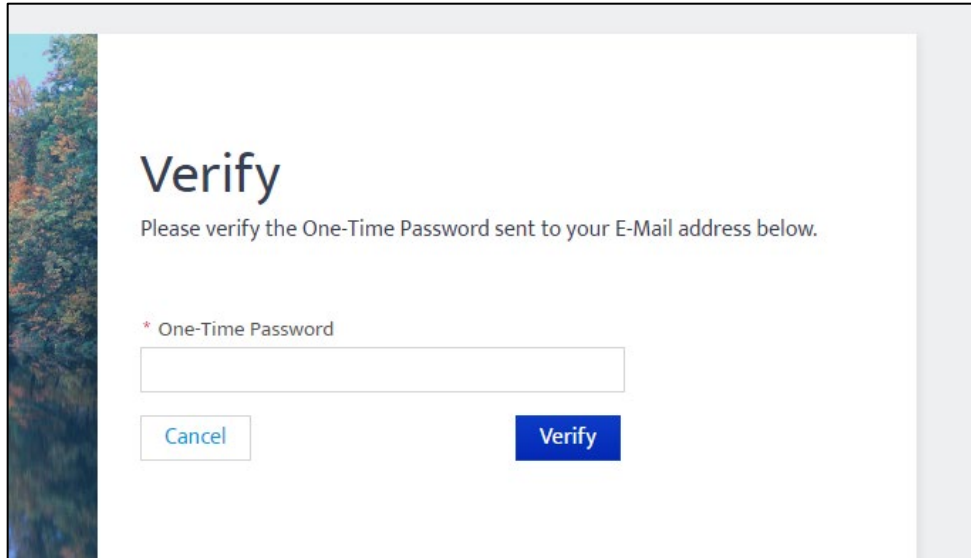 Verify
Please verify the One-Time Password sent to your E-Mail address below.
* One-Time Password
Cancel
Verify